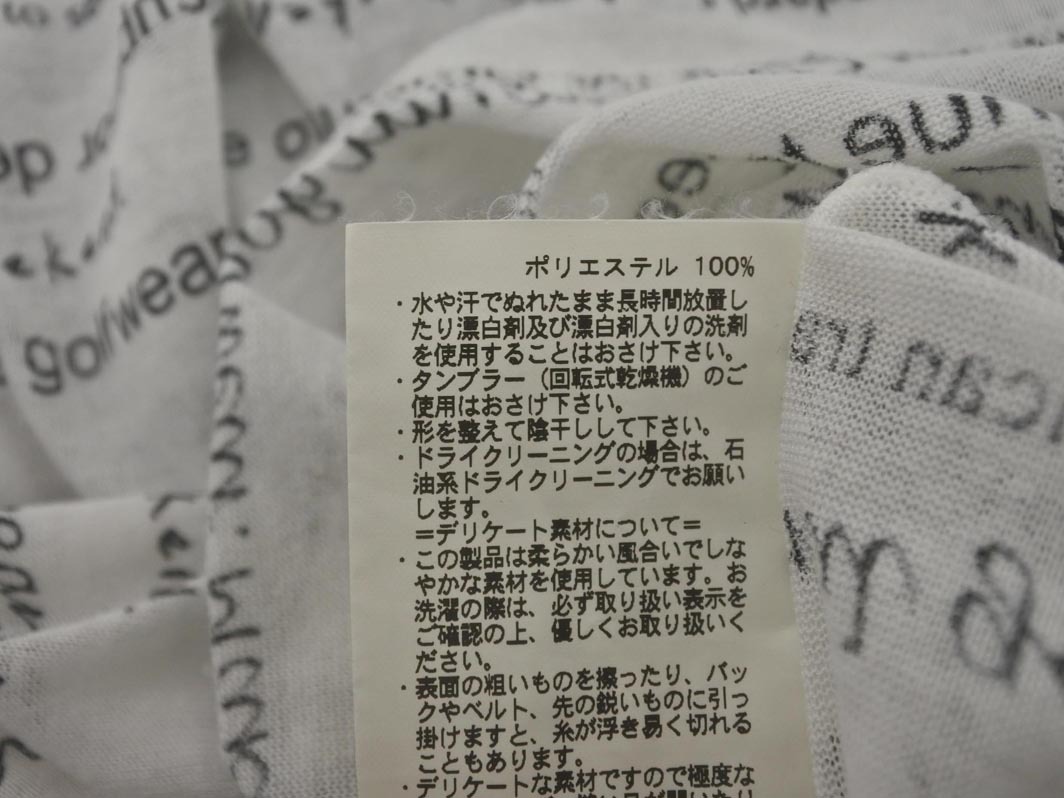 go/wear
ポリエステル 100%
・水や汗でぬれたまま長時間放置し
たり漂白剤及び漂白剤入りの洗剤
を使用することはおさけ下さい。
・タンブラー（回転式乾燥機）のご
使用はおさけ下さい。
・形を整えて陰干しして下さい。
・ドライクリーニングの場合は、石
油系ドライクリーニングでお願い
します。
=デリケート素材について=
・この製品は柔らかい風合いでしな
やかな素材を使用しています。お
洗濯の際は、必ず取り扱い表示を
ご確認の上、優しくお取り扱いく
ださい。
・表面の粗いものを擦ったり、バッ
クやベルト、先の鋭いものに引っ
掛けますと、糸が浮き易く切れる
こともあります。
・デリケートな素材ですので極度な